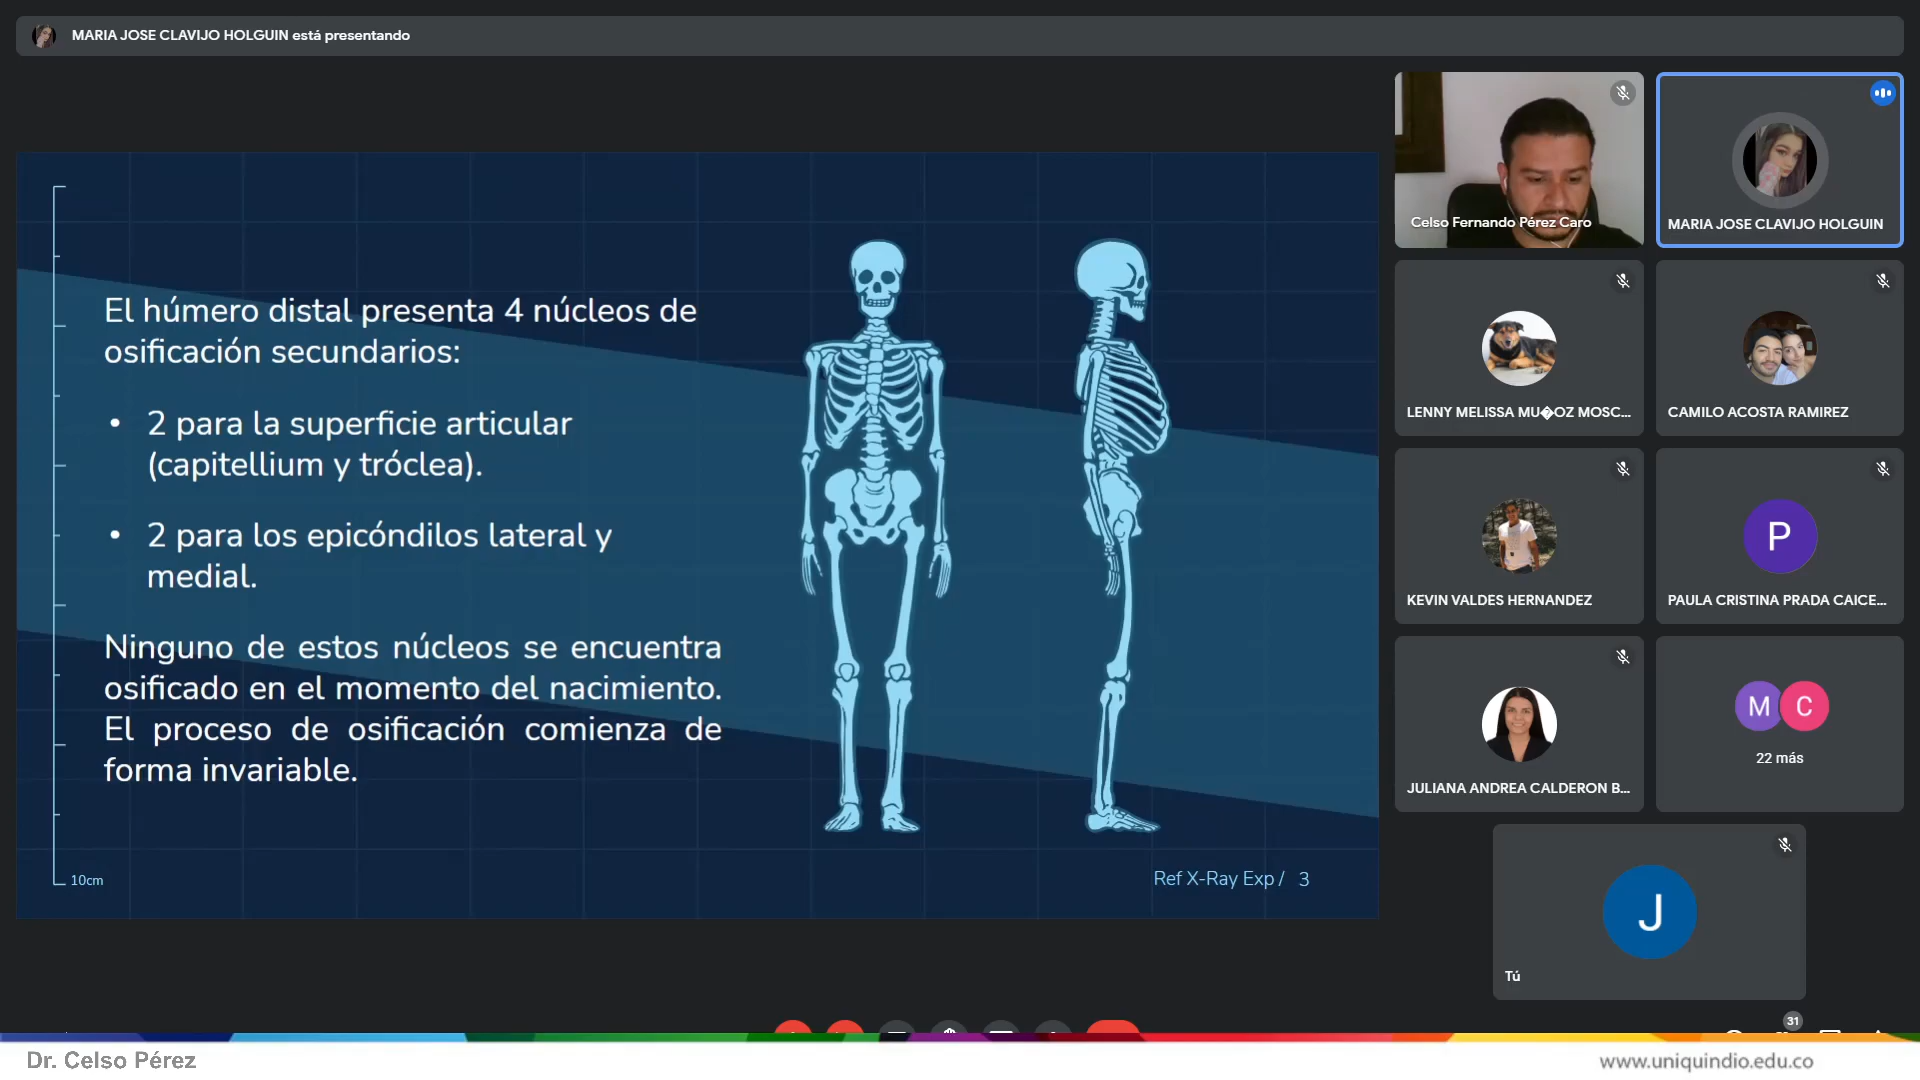 MARIA JOSE CLAVIJO HOLGUIN está presentando
El húmero distal presenta 4 núcleos de
osificación secundarios:
• 2 para la superficie articular
(capitellium y tróclea).
• 2 para los epicóndilos lateral y
medial.
Ninguno de estos núcleos se encuentra
osificado en el momento del nacimiento.
El proceso de osificación comienza de
forma invariable.
10cm
Ref X-Ray Exp / 3
Celso Fernando Pérez Caro
MARIA JOSE CLAVIJO HOLGUIN
LENNY MELISSA MU�OZ MOSC...
CAMILO ACOSTA RAMIREZ
KEVIN VALDES HERNANDEZ
P
PAULA CRISTINA PRADA CAICE...
JULIANA ANDREA CALDERON B...
M C
22 más
J
Tú
31
Dr. Celso Pérez
www.uniquindio.edu.co